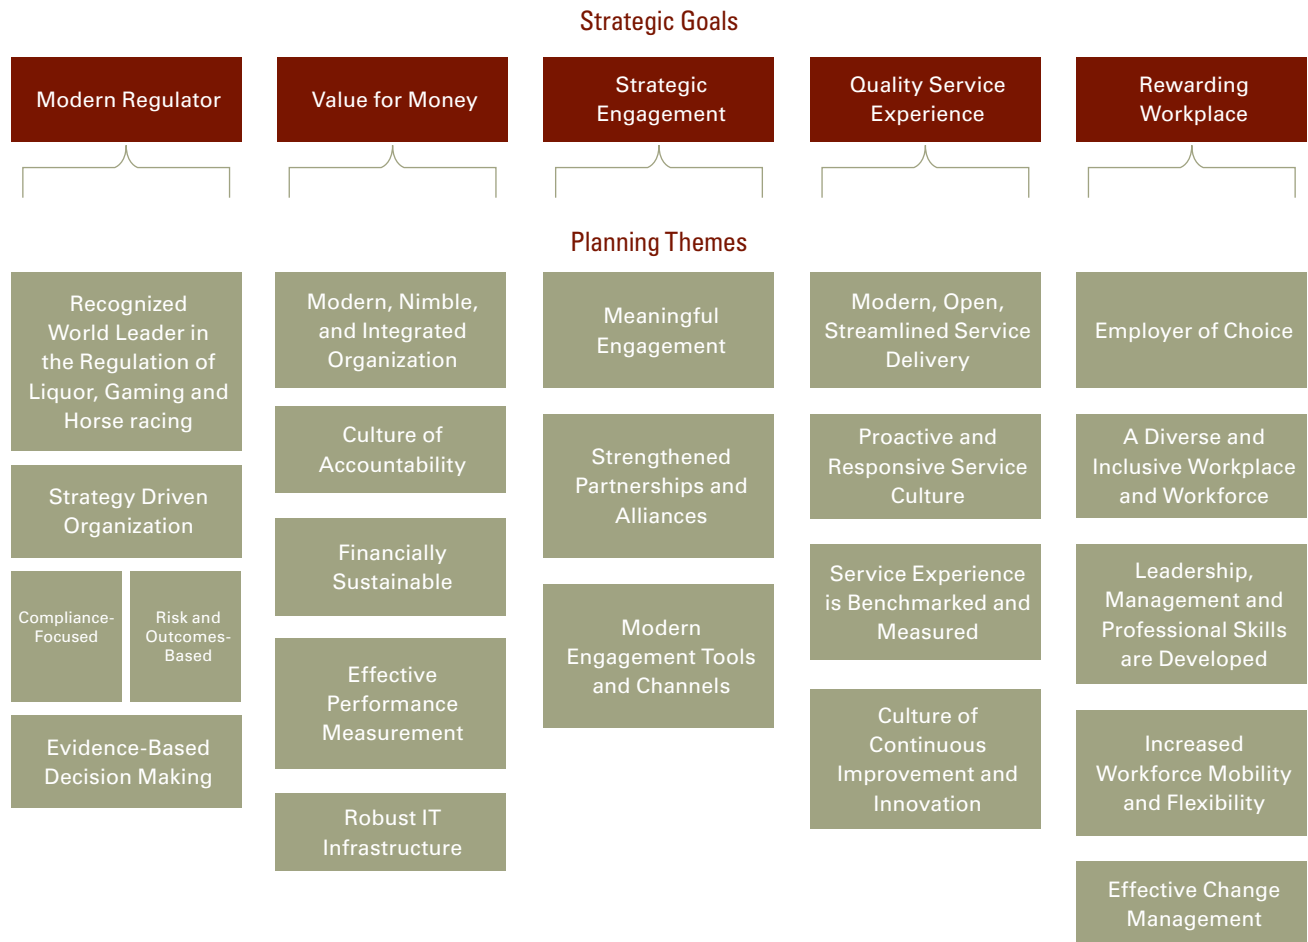 Strategic Goals
Modern Regulator
Value for Money
Strategic
Engagement
Quality Service
Experience
Rewarding
Workplace
Planning Themes
Recognized
World Leader in
the Regulation of
Liquor, Gaming and
Horse racing
Strategy Driven
Organization
Compliance-
Focused
Risk and
Outcomes-
Based
Evidence-Based
Decision Making
Modern, Nimble,
and Integrated
Organization
Culture of
Accountability
Financially
Sustainable
Effective
Performance
Measurement
Robust IT
Infrastructure
Meaningful
Engagement
Strengthened
Partnerships and
Alliances
Modern
Engagement Tools
and Channels
Modern, Open,
Streamlined Service
Delivery
Proactive and
Responsive Service
Culture
Service Experience
is Benchmarked and
Measured
Culture of
Continuous
Improvement and
Innovation
Employer of Choice
A Diverse and
Inclusive Workplace
and Workforce
Leadership,
Management and
Professional Skills
are Developed
Increased
Workforce Mobility
and Flexibility
Effective Change
Management